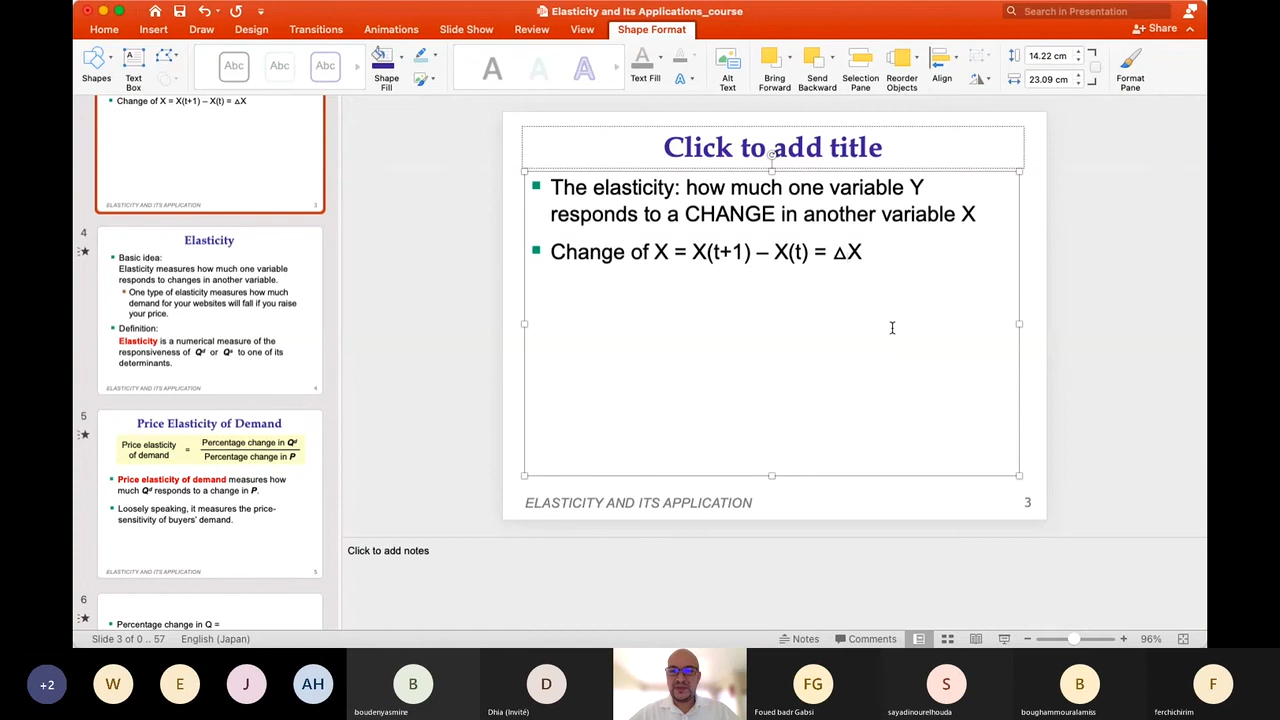 Elasticity and Its Applications_course
Search in Presentation
Home Insert Draw Design Transitions Animations Slide Show Review View Shape Format
Share
Abc Abc Abc
A A A
14.22 cm
23.09 cm
Shapes
Text Box
Shape Fill
Text Fill
Alt Text
Bring Forward
Send Backward
Selection Pane
Reorder Objects
Align
Format Pane
Change of X = X(t+1) – X(t) = △X
ELASTICITY AND ITS APPLICATION 3
4
Elasticity
Basic idea:
Elasticity measures how much one variable
responds to changes in another variable.
One type of elasticity measures how much
demand for your websites will fall if you raise
your price.
Definition:
Elasticity is a numerical measure of the
responsiveness of Qd or Qs to one of its
determinants.
ELASTICITY AND ITS APPLICATION 4
5
Price Elasticity of Demand
Price elasticity
of demand
=
Percentage change in Qd
Percentage change in P
Price elasticity of demand measures how
much Qd responds to a change in P.
Loosely speaking, it measures the price-
sensitivity of buyers' demand.
ELASTICITY AND ITS APPLICATION 5
6
Percentage change in Q =
Click to add title
The elasticity: how much one variable Y
responds to a CHANGE in another variable X
Change of X = X(t+1) – X(t) = △X
ELASTICITY AND ITS APPLICATION 3
Click to add notes
Slide 3 of 0 .. 57 English (Japan)
Notes Comments 96%
+2 W E J AH B D FG S B F
boudenyasmine
Dhia (Invité)
Foued badr Gabsi
sayadinourelhouda
boughammouralamiss
ferchichirim